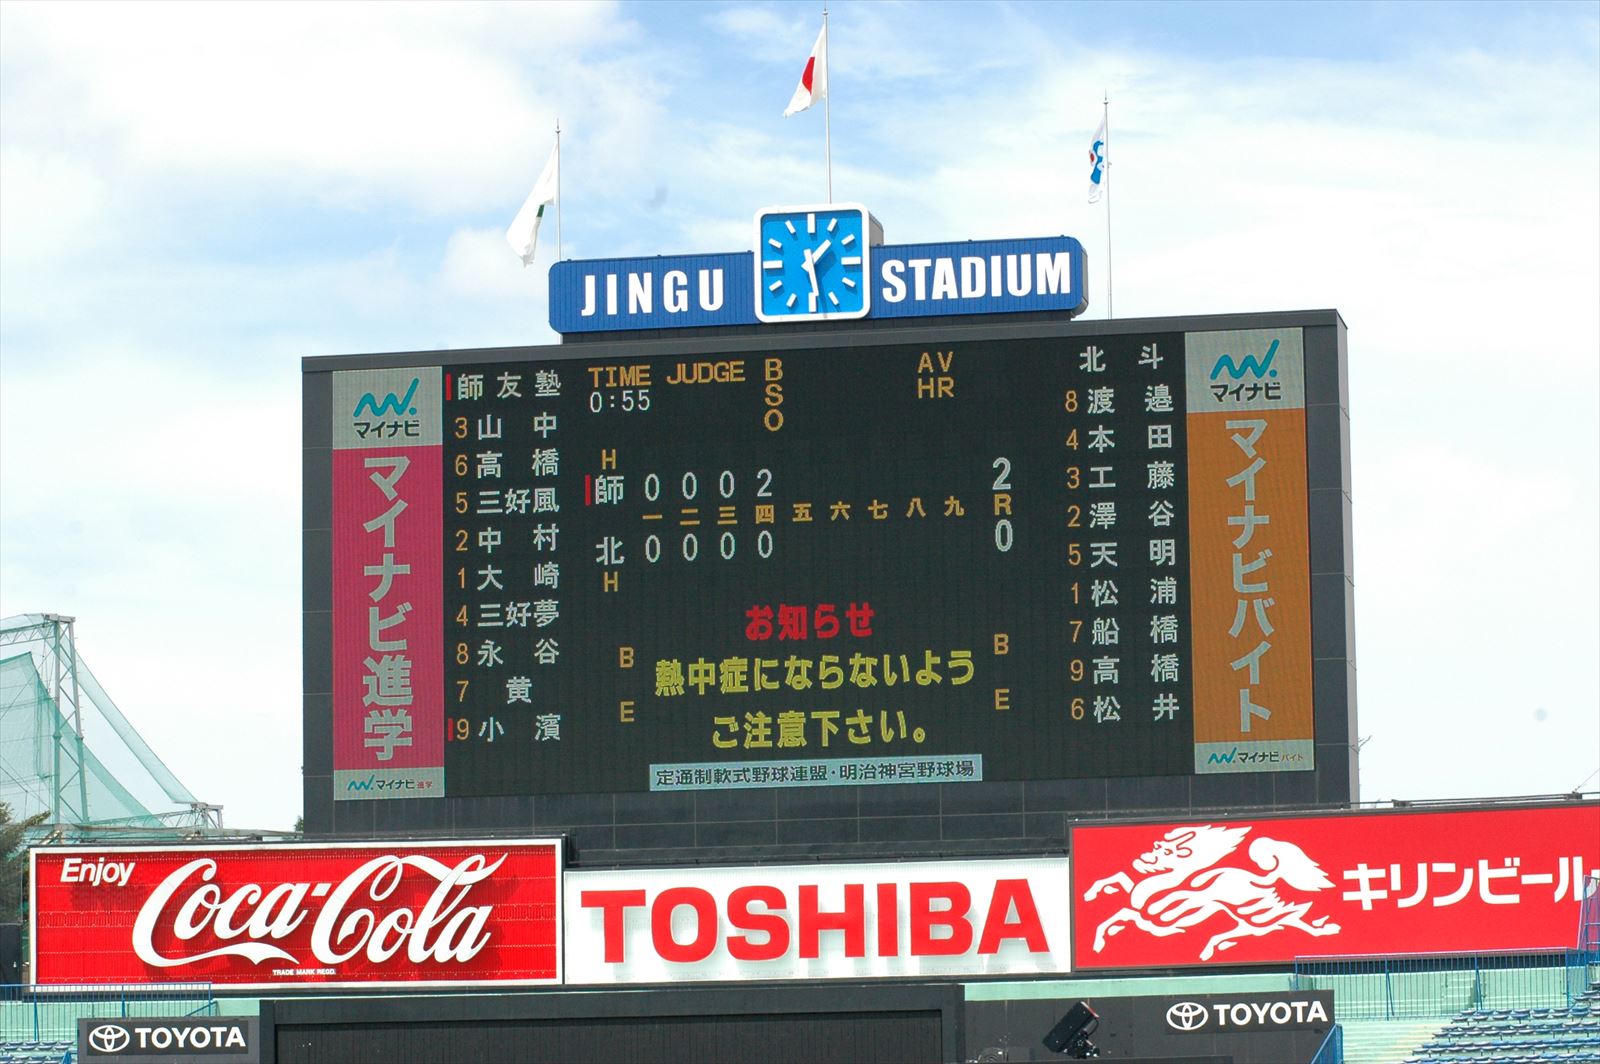 JINGU STADIUM
マイナビ
マイナビ進学
マイナビ進学
師友塾
3 山中
6 高橋
5 三好風
2 中村
1 大崎
4 三好夢
8 永谷
7 黄
9 小濱
TIME JUDGE
0:55
B
S
O
AV
HR
H
師 0 0 0 2 2
一 二 三 四 五 六 七 八 九 R
北 0 0 0 0 0
H
B B
E E
お知らせ
熱中症にならないよう
ご注意下さい。
定通制軟式野球連盟・明治神宮野球場
北斗
8 渡邉
4 本田
3 工藤
2 澤谷
5 天明
1 松浦
7 船橋
9 高橋
6 松井
マイナビ
マイナビバイト
マイナビバイト
Enjoy
Coca-Cola
TRADE MARK REGD.
TOSHIBA
キリンビール
TOYOTA
TOYOTA